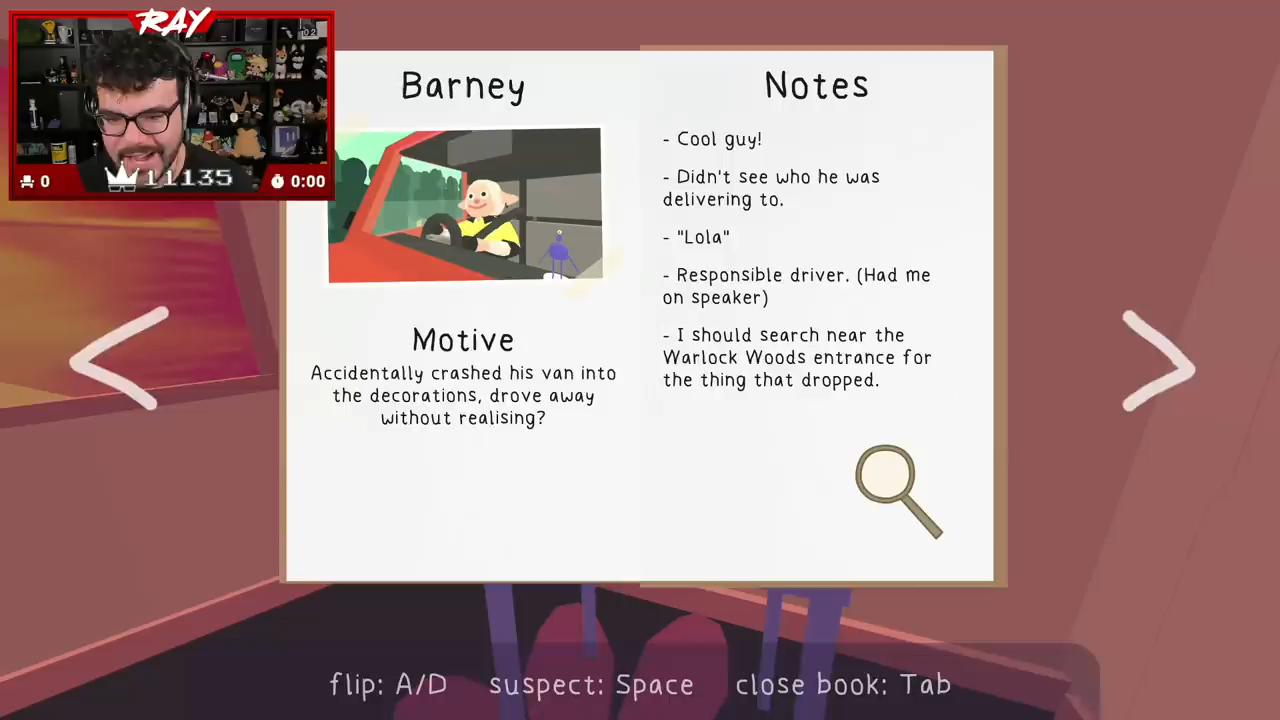 RAY
0
11135
0:00
Barney
Notes
- Cool guy!
- Didn't see who he was
delivering to.
- "Lola"
- Responsible driver. (Had me
on speaker)
- I should search near the
Warlock Woods entrance for
the thing that dropped.
Motive
Accidentally crashed his van into
the decorations, drove away
without realising?
flip: A/D suspect: Space close book: Tab